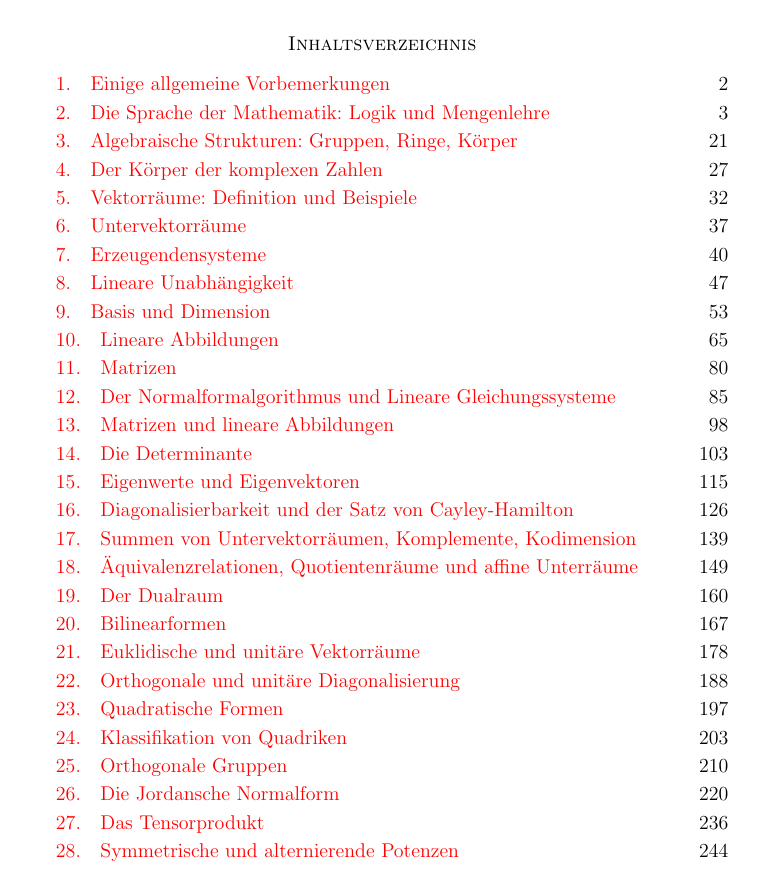 INHALTSVERZEICHNIS
1. Einige allgemeine Vorbemerkungen 2
2. Die Sprache der Mathematik: Logik und Mengenlehre 3
3. Algebraische Strukturen: Gruppen, Ringe, Körper 21
4. Der Körper der komplexen Zahlen 27
5. Vektorräume: Definition und Beispiele 32
6. Untervektorräume 37
7. Erzeugendensysteme 40
8. Lineare Unabhängigkeit 47
9. Basis und Dimension 53
10. Lineare Abbildungen 65
11. Matrizen 80
12. Der Normalformalgorithmus und Lineare Gleichungssysteme 85
13. Matrizen und lineare Abbildungen 98
14. Die Determinante 103
15. Eigenwerte und Eigenvektoren 115
16. Diagonalisierbarkeit und der Satz von Cayley-Hamilton 126
17. Summen von Untervektorräumen, Komplemente, Kodimension 139
18. Äquivalenzrelationen, Quotientenräume und affine Unterräume 149
19. Der Dualraum 160
20. Bilinearformen 167
21. Euklidische und unitäre Vektorräume 178
22. Orthogonale und unitäre Diagonalisierung 188
23. Quadratische Formen 197
24. Klassifikation von Quadriken 203
25. Orthogonale Gruppen 210
26. Die Jordansche Normalform 220
27. Das Tensorprodukt 236
28. Symmetrische und alternierende Potenzen 244